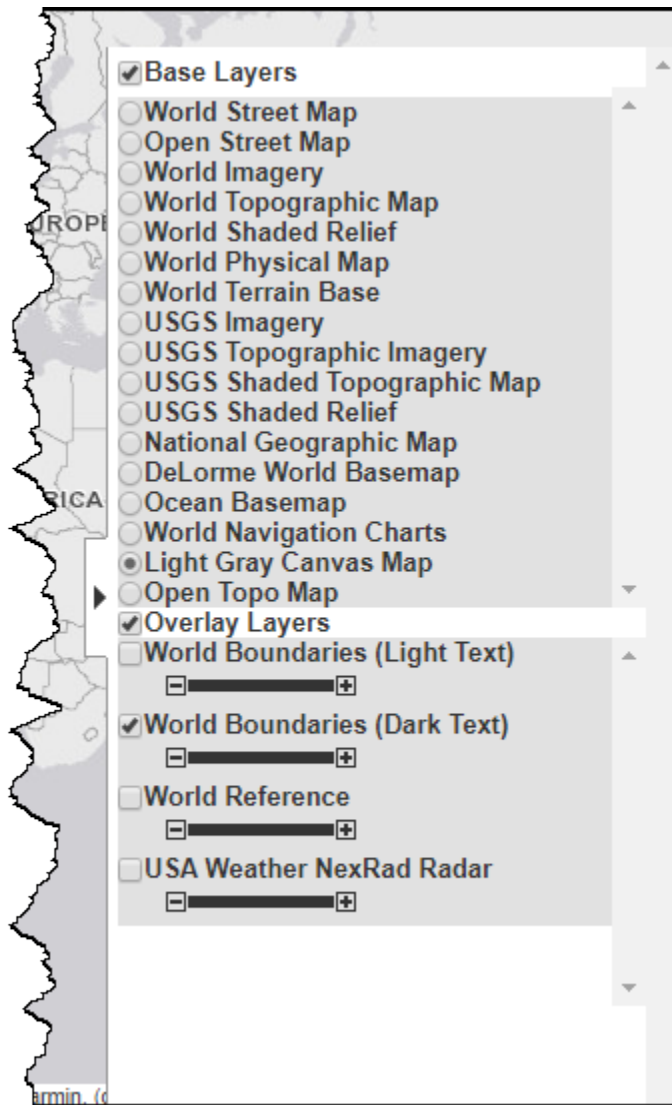 Base Layers
World Street Map
Open Street Map
World Imagery
World Topographic Map
UROPE
World Shaded Relief
World Physical Map
World Terrain Base
USGS Imagery
USGS Topographic Imagery
USGS Shaded Topographic Map
USGS Shaded Relief
National Geographic Map
DeLorme World Basemap
RICA
Ocean Basemap
World Navigation Charts
Light Gray Canvas Map
Open Topo Map
Overlay Layers
World Boundaries (Light Text)
World Boundaries (Dark Text)
World Reference
USA Weather NexRad Radar
armin, (c